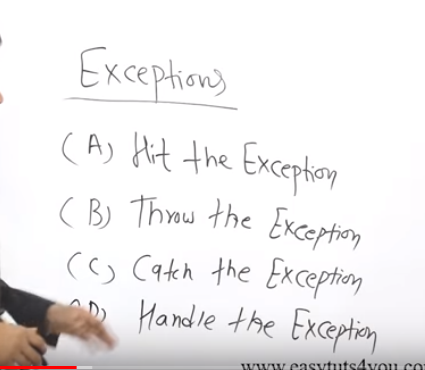 Exceptions
(A) Hit the Exception
(B) Throw the Exception
(C) Catch the Exception
(D) Handle the Exception
www.easytuts4you.co